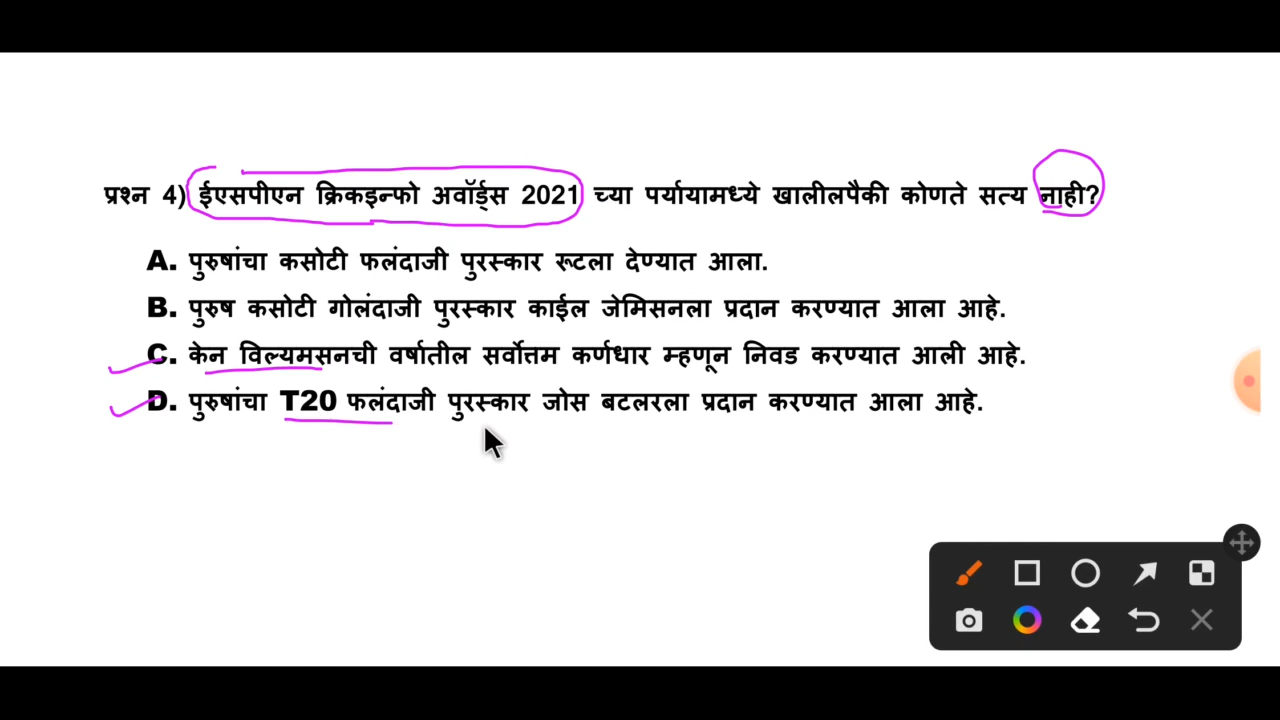 प्रश्न 4) ईएसपीएन क्रिकइन्फो अवॉर्ड्स 2021 च्या पर्यायामध्ये खालीलपैकी कोणते सत्य नाही?
A. पुरुषांचा कसोटी फलंदाजी पुरस्कार रूटला देण्यात आला.
B. पुरुष कसोटी गोलंदाजी पुरस्कार काईल जेमिसनला प्रदान करण्यात आला आहे.
C. केन विल्यमसनची वर्षातील सर्वोत्तम कर्णधार म्हणून निवड करण्यात आली आहे.
D. पुरुषांचा T20 फलंदाजी पुरस्कार जोस बटलरला प्रदान करण्यात आला आहे.